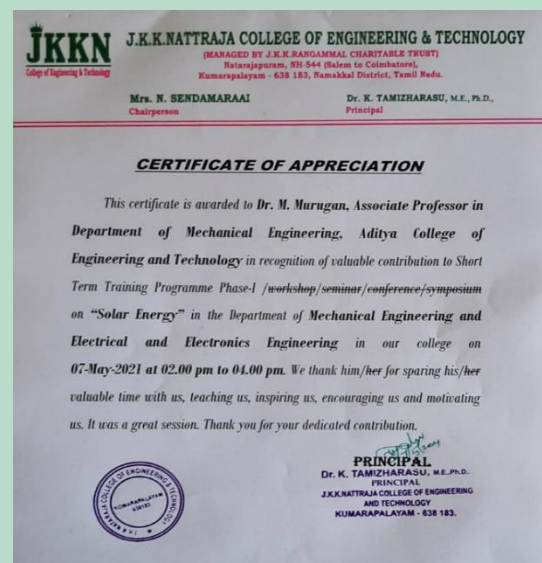 JKKN
College of Engineering & Technology
J.K.K.NATTRAJA COLLEGE OF ENGINEERING & TECHNOLOGY
(MANAGED BY J.K.K.RANGAMMAL CHARITABLE TRUST)
Natarajapuram, NH-544 (Salem to Coimbatore),
Kumarapalayam - 638 183, Namakkal District, Tamil Nadu.
Mrs. N. SENDAMARAAI
Chairperson
Dr. K. TAMIZHARASU, M.E., Ph.D.,
Principal
CERTIFICATE OF APPRECIATION
This certificate is awarded to Dr. M. Murugan, Associate Professor in
Department of Mechanical Engineering, Aditya College of
Engineering and Technology in recognition of valuable contribution to Short
Term Training Programme Phase-I /workshop/seminar/conference/symposium
on “Solar Energy” in the Department of Mechanical Engineering and
Electrical and Electronics Engineering in our college on
07-May-2021 at 02.00 pm to 04.00 pm. We thank him/her for sparing his/her
valuable time with us, teaching us, inspiring us, encouraging us and motivating
us. It was a great session. Thank you for your dedicated contribution.
PRINCIPAL
Dr. K. TAMIZHARASU, M.E.,Ph.D.
PRINCIPAL
J.K.K.NATTRAJA COLLEGE OF ENGINEERING
AND TECHNOLOGY
KUMARAPALAYAM - 638 183.
J.K.K NATTRAJA COLLEGE OF ENGINEERING & TECHNOLOGY
KUMARAPALAYAM
638183